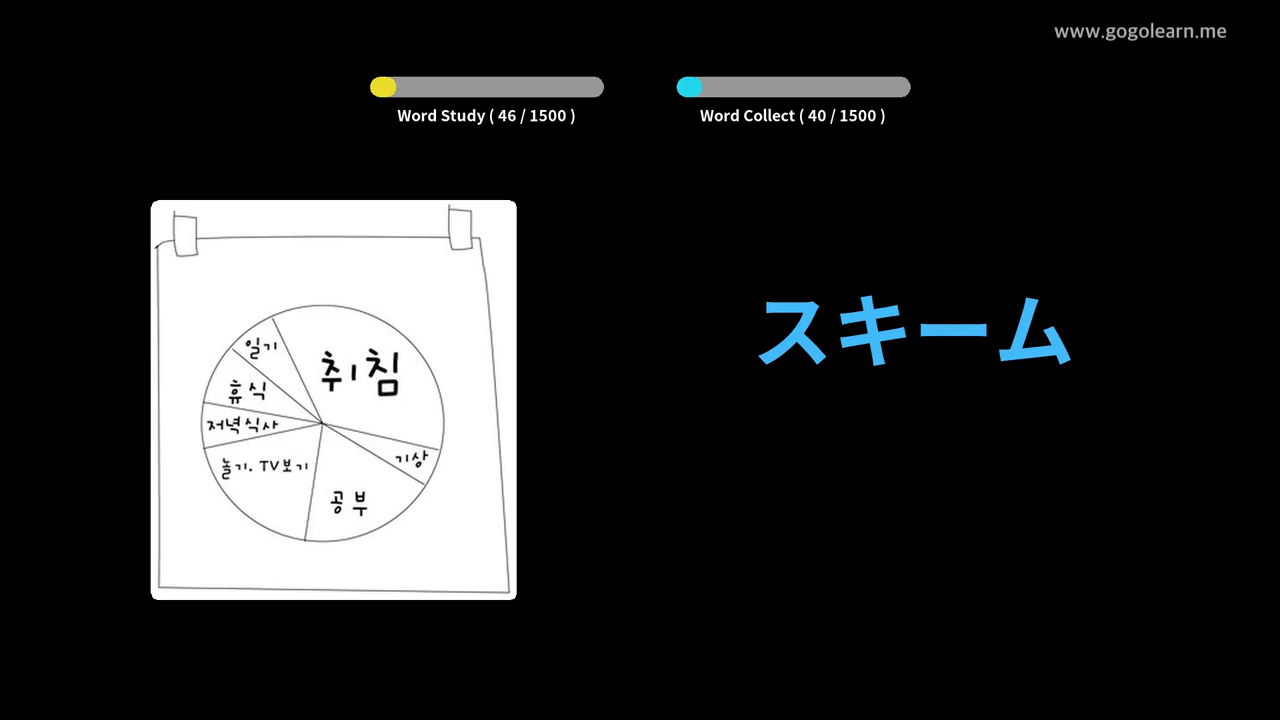 www.gogolearn.me
Word Study ( 46 / 1500 )
Word Collect ( 40 / 1500 )
スキーム
일기
취침
휴식
저녁식사
기상
놀기. TV보기
공부